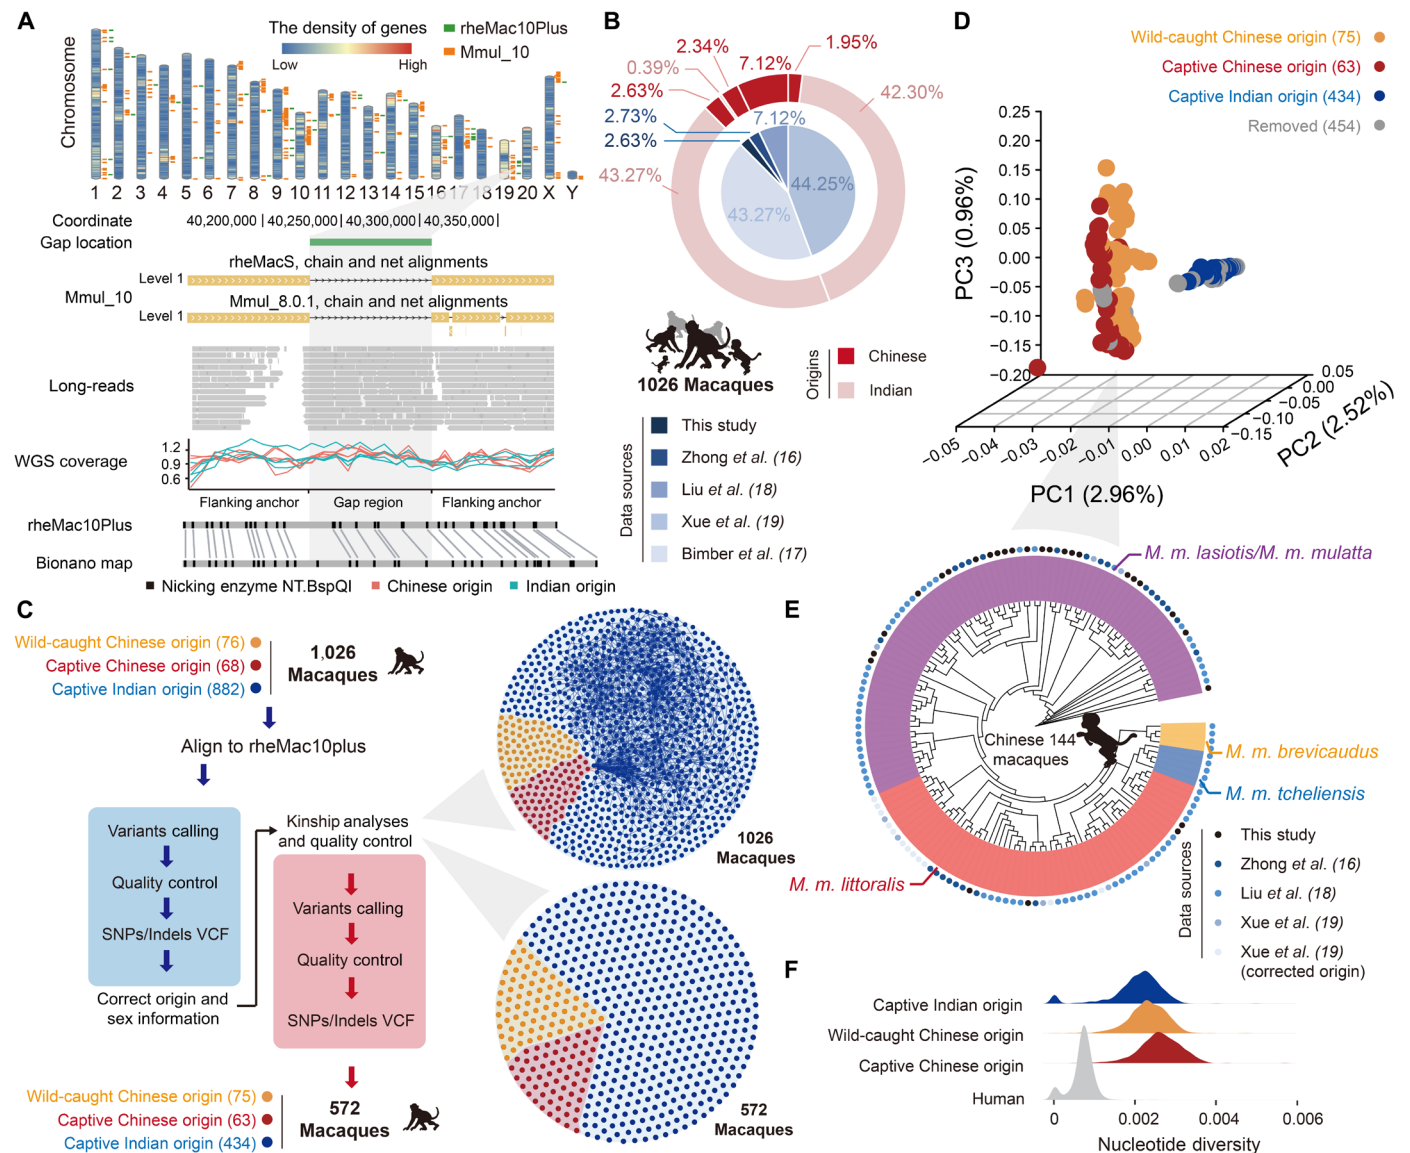 A
The density of genes
Low
High
rheMac10Plus
Mmul_10
Chromosome
1 2 3 4 5 6 7 8 9 10 11 12 13 14 15 16 17 18 19 20 X Y
Coordinate
40,200,000 | 40,250,000 | 40,300,000 | 40,350,000 |
Gap location
rheMacS, chain and net alignments
Level 1
Mmul_10
Mmul_8.0.1, chain and net alignments
Level 1
Long-reads
WGS coverage
1.2
0.9
0.6
Flanking anchor
Gap region
Flanking anchor
rheMac10Plus
Bionano map
Nicking enzyme NT.BspQI
Chinese origin
Indian origin
B
2.34%
7.12%
1.95%
0.39%
2.63%
42.30%
2.73%
7.12%
2.63%
43.27%
44.25%
43.27%
1026 Macaques
Origins
Chinese
Indian
Data sources
This study
Zhong et al. (16)
Liu et al. (18)
Xue et al. (19)
Bimber et al. (17)
C
Wild-caught Chinese origin (76)
Captive Chinese origin (68)
Captive Indian origin (882)
1,026
Macaques
Align to rheMac10plus
Variants calling
Quality control
SNPs/Indels VCF
Correct origin and
sex information
Kinship analyses
and quality control
Variants calling
Quality control
SNPs/Indels VCF
Wild-caught Chinese origin (75)
Captive Chinese origin (63)
Captive Indian origin (434)
572
Macaques
1026
Macaques
572
Macaques
D
Wild-caught Chinese origin (75)
Captive Chinese origin (63)
Captive Indian origin (434)
Removed (454)
PC3 (0.96%)
0.25
0.20
0.15
0.10
0.05
0.00
−0.05
−0.10
−0.15
−0.20
−0.05
−0.04
−0.03
−0.02
−0.01
0.00
0.01
0.02
PC1 (2.96%)
0.05
0.00
−0.05
−0.10
−0.15
PC2 (2.52%)
E
M. m. lasiotis/M. m. mulatta
Chinese 144
macaques
M. m. brevicaudus
M. m. tcheliensis
M. m. littoralis
Data sources
This study
Zhong et al. (16)
Liu et al. (18)
Xue et al. (19)
Xue et al. (19)
(corrected origin)
F
Captive Indian origin
Wild-caught Chinese origin
Captive Chinese origin
Human
0
0.002
0.004
0.006
Nucleotide diversity